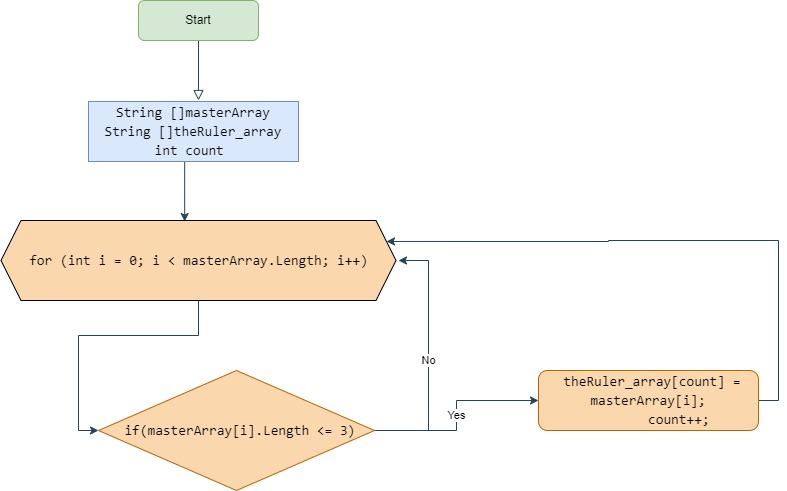 Start
String []masterArray
String []theRuler_array
int count
for (int i = 0; i < masterArray.Length; i++)
No
if(masterArray[i].Length <= 3)
Yes
theRuler_array[count] =
masterArray[i];
count++;